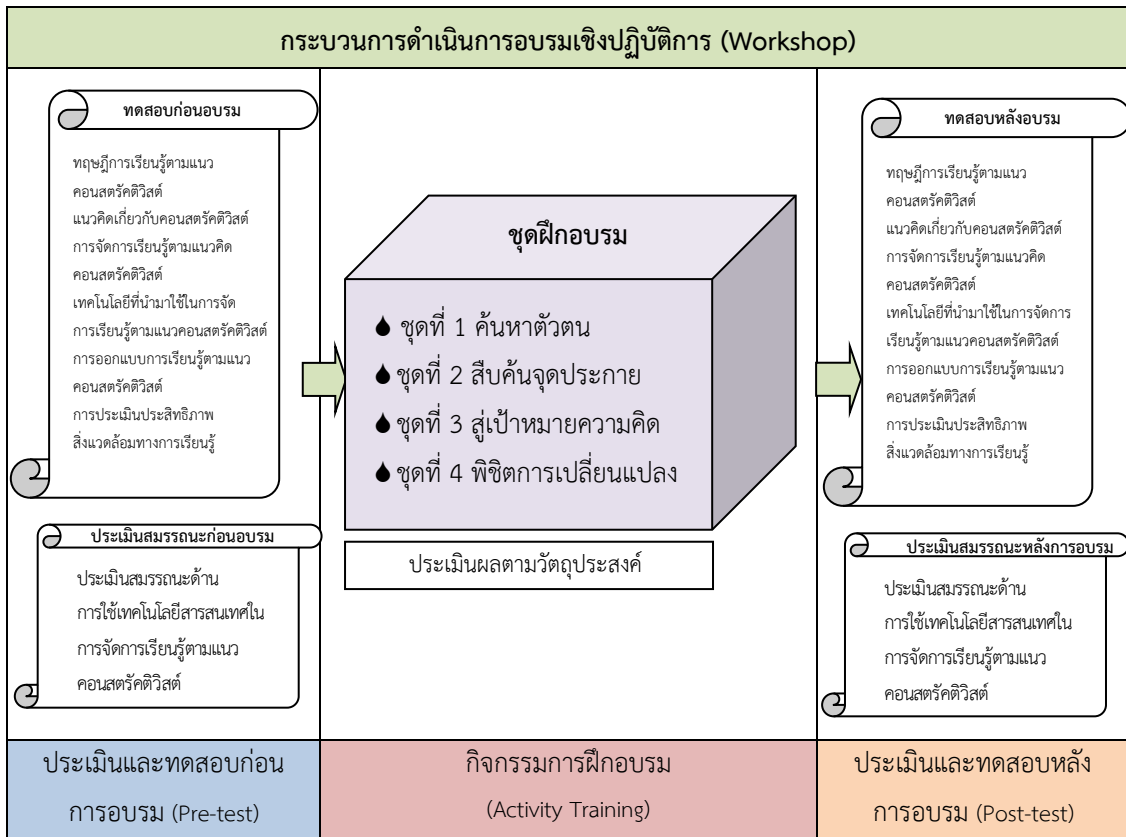 กระบวนการดำเนินการอบรมเชิงปฏิบัติการ (Workshop)
ทดสอบก่อนอบรม
ทฤษฎีการเรียนรู้ตามแนว
คอนสตรัคติวิสต์
แนวคิดเกี่ยวกับคอนสตรัคติวิสต์
การจัดการเรียนรู้ตามแนวคิด
คอนสตรัคติวิสต์
เทคโนโลยีที่นำมาใช้ในการจัด
การเรียนรู้ตามแนวคอนสตรัคติวิสต์
การออกแบบการเรียนรู้ตามแนว
คอนสตรัคติวิสต์
การประเมินประสิทธิภาพ
สิ่งแวดล้อมทางการเรียนรู้
ประเมินสมรรถนะก่อนอบรม
ประเมินสมรรถนะด้าน
การใช้เทคโนโลยีสารสนเทศใน
การจัดการเรียนรู้ตามแนว
คอนสตรัคติวิสต์
ชุดฝึกอบรม
ชุดที่ 1 ค้นหาตัวตน
ชุดที่ 2 สืบค้นจุดประกาย
ชุดที่ 3 สู่เป้าหมายความคิด
ชุดที่ 4 พิชิตการเปลี่ยนแปลง
ประเมินผลตามวัตถุประสงค์
ทดสอบหลังอบรม
ทฤษฎีการเรียนรู้ตามแนว
คอนสตรัคติวิสต์
แนวคิดเกี่ยวกับคอนสตรัคติวิสต์
การจัดการเรียนรู้ตามแนวคิด
คอนสตรัคติวิสต์
เทคโนโลยีที่นำมาใช้ในการจัดการ
เรียนรู้ตามแนวคอนสตรัคติวิสต์
การออกแบบการเรียนรู้ตามแนว
คอนสตรัคติวิสต์
การประเมินประสิทธิภาพ
สิ่งแวดล้อมทางการเรียนรู้
ประเมินสมรรถนะหลังการอบรม
ประเมินสมรรถนะด้าน
การใช้เทคโนโลยีสารสนเทศใน
การจัดการเรียนรู้ตามแนว
คอนสตรัคติวิสต์
ประเมินและทดสอบก่อน
การอบรม (Pre-test)
กิจกรรมการฝึกอบรม
(Activity Training)
ประเมินและทดสอบหลัง
การอบรม (Post-test)